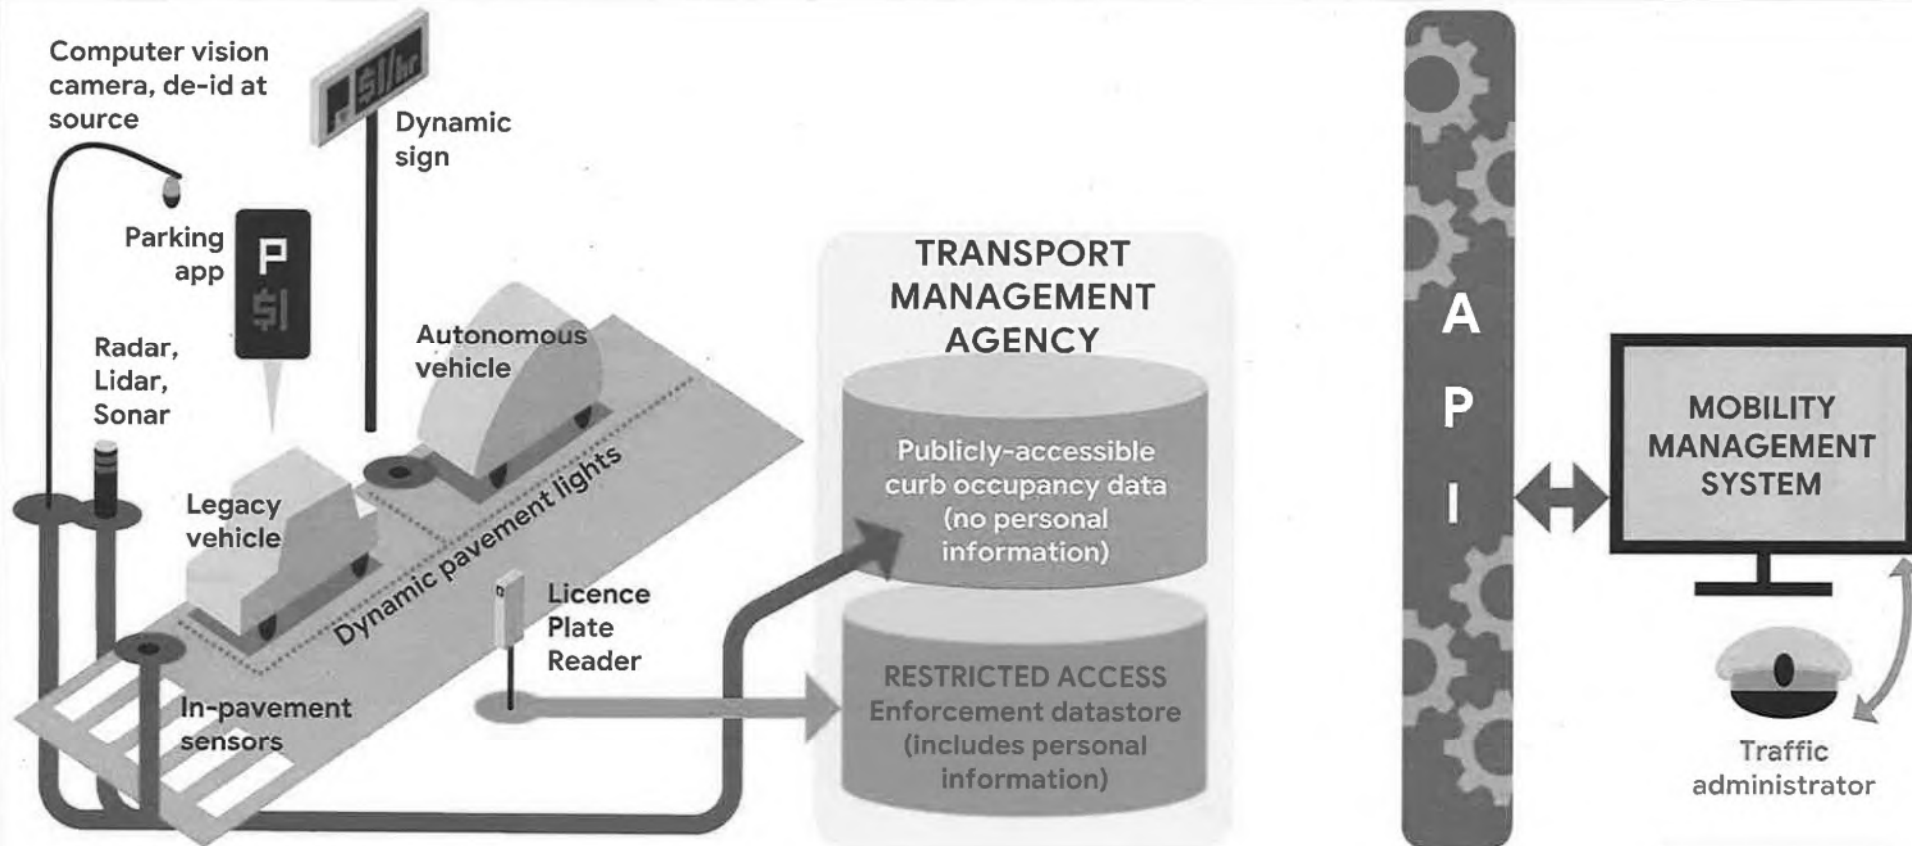 Computer vision
camera, de-id at
source
$1/hr
Dynamic
sign
Parking
app
P
$1
Radar,
Lidar,
Sonar
Autonomous
vehicle
Legacy
vehicle
Dynamic pavement lights
Licence
Plate
Reader
In-pavement
sensors
TRANSPORT
MANAGEMENT
AGENCY
Publicly-accessible
curb occupancy data
(no personal
information)
RESTRICTED ACCESS
Enforcement datastore
(includes personal
information)
A
P
I
MOBILITY
MANAGEMENT
SYSTEM
Traffic
administrator